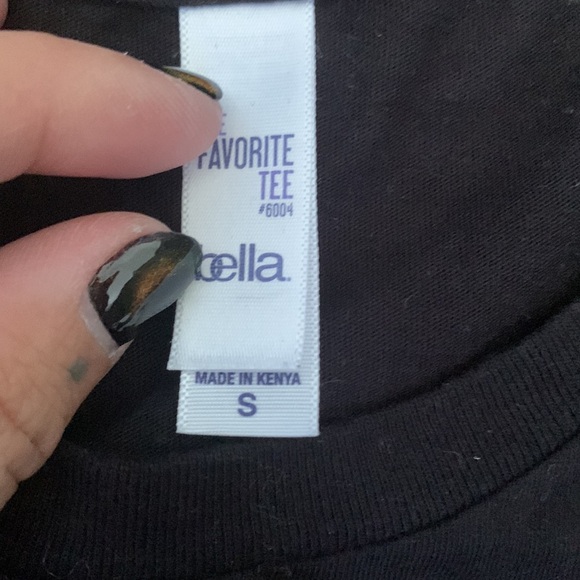 FAVORITE
TEE
#6004
bella.
MADE IN KENYA
S